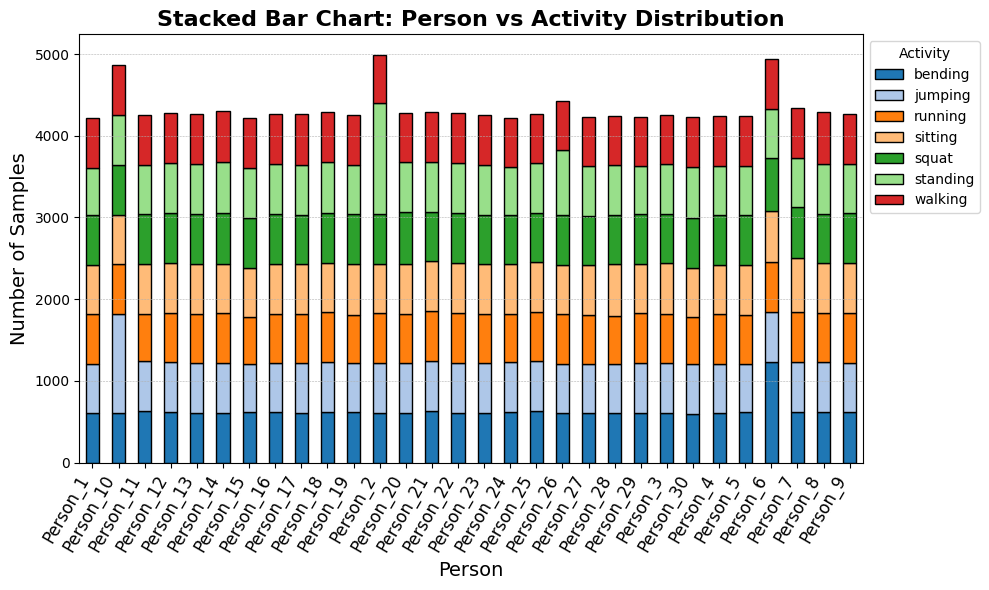 Stacked Bar Chart: Person vs Activity Distribution
Number of Samples
5000
4000
3000
2000
1000
0
Activity
bending
jumping
running
sitting
squat
standing
walking
Person_1
Person_10
Person_11
Person_12
Person_13
Person_14
Person_15
Person_16
Person_17
Person_18
Person_19
Person_2
Person_20
Person_21
Person_22
Person_23
Person_24
Person_25
Person_26
Person_27
Person_28
Person_29
Person_3
Person_30
Person_4
Person_5
Person_6
Person_7
Person_8
Person_9
Person